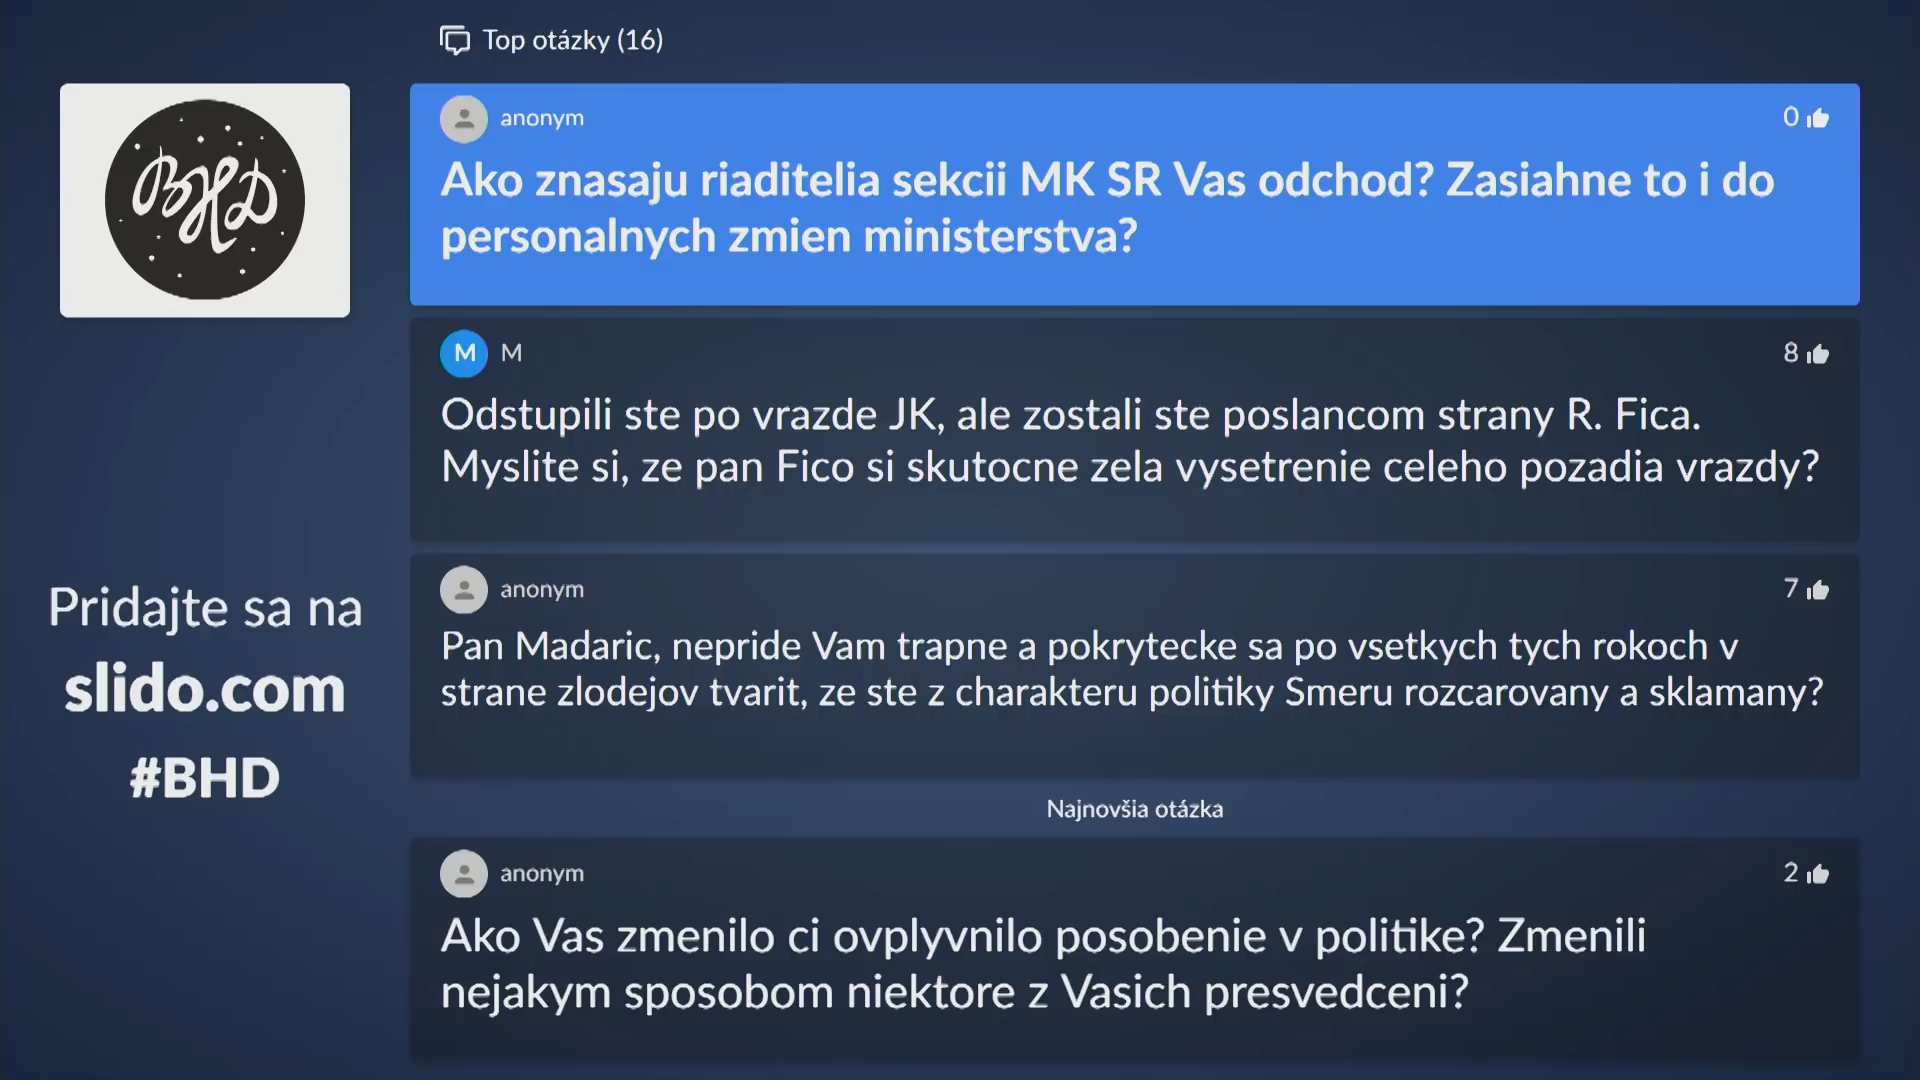 Top otázky (16)
BHD
anonym
0
Ako znasaju riaditelia sekcii MK SR Vas odchod? Zasiahne to i do
personalnych zmien ministerstva?
M M
8
Odstupili ste po vrazde JK, ale zostali ste poslancom strany R. Fica.
Myslite si, ze pan Fico si skutocne zela vysetrenie celeho pozadia vrazdy?
anonym
7
Pan Madaric, nepride Vam trapne a pokrytecke sa po vsetkych tych rokoch v
strane zlodejov tvarit, ze ste z charakteru politiky Smeru rozcarovany a sklamany?
Pridajte sa na
slido.com
#BHD
Najnovšia otázka
anonym
2
Ako Vas zmenilo ci ovplyvnilo posobenie v politike? Zmenili
nejakym sposobom niektore z Vasich presvedceni?